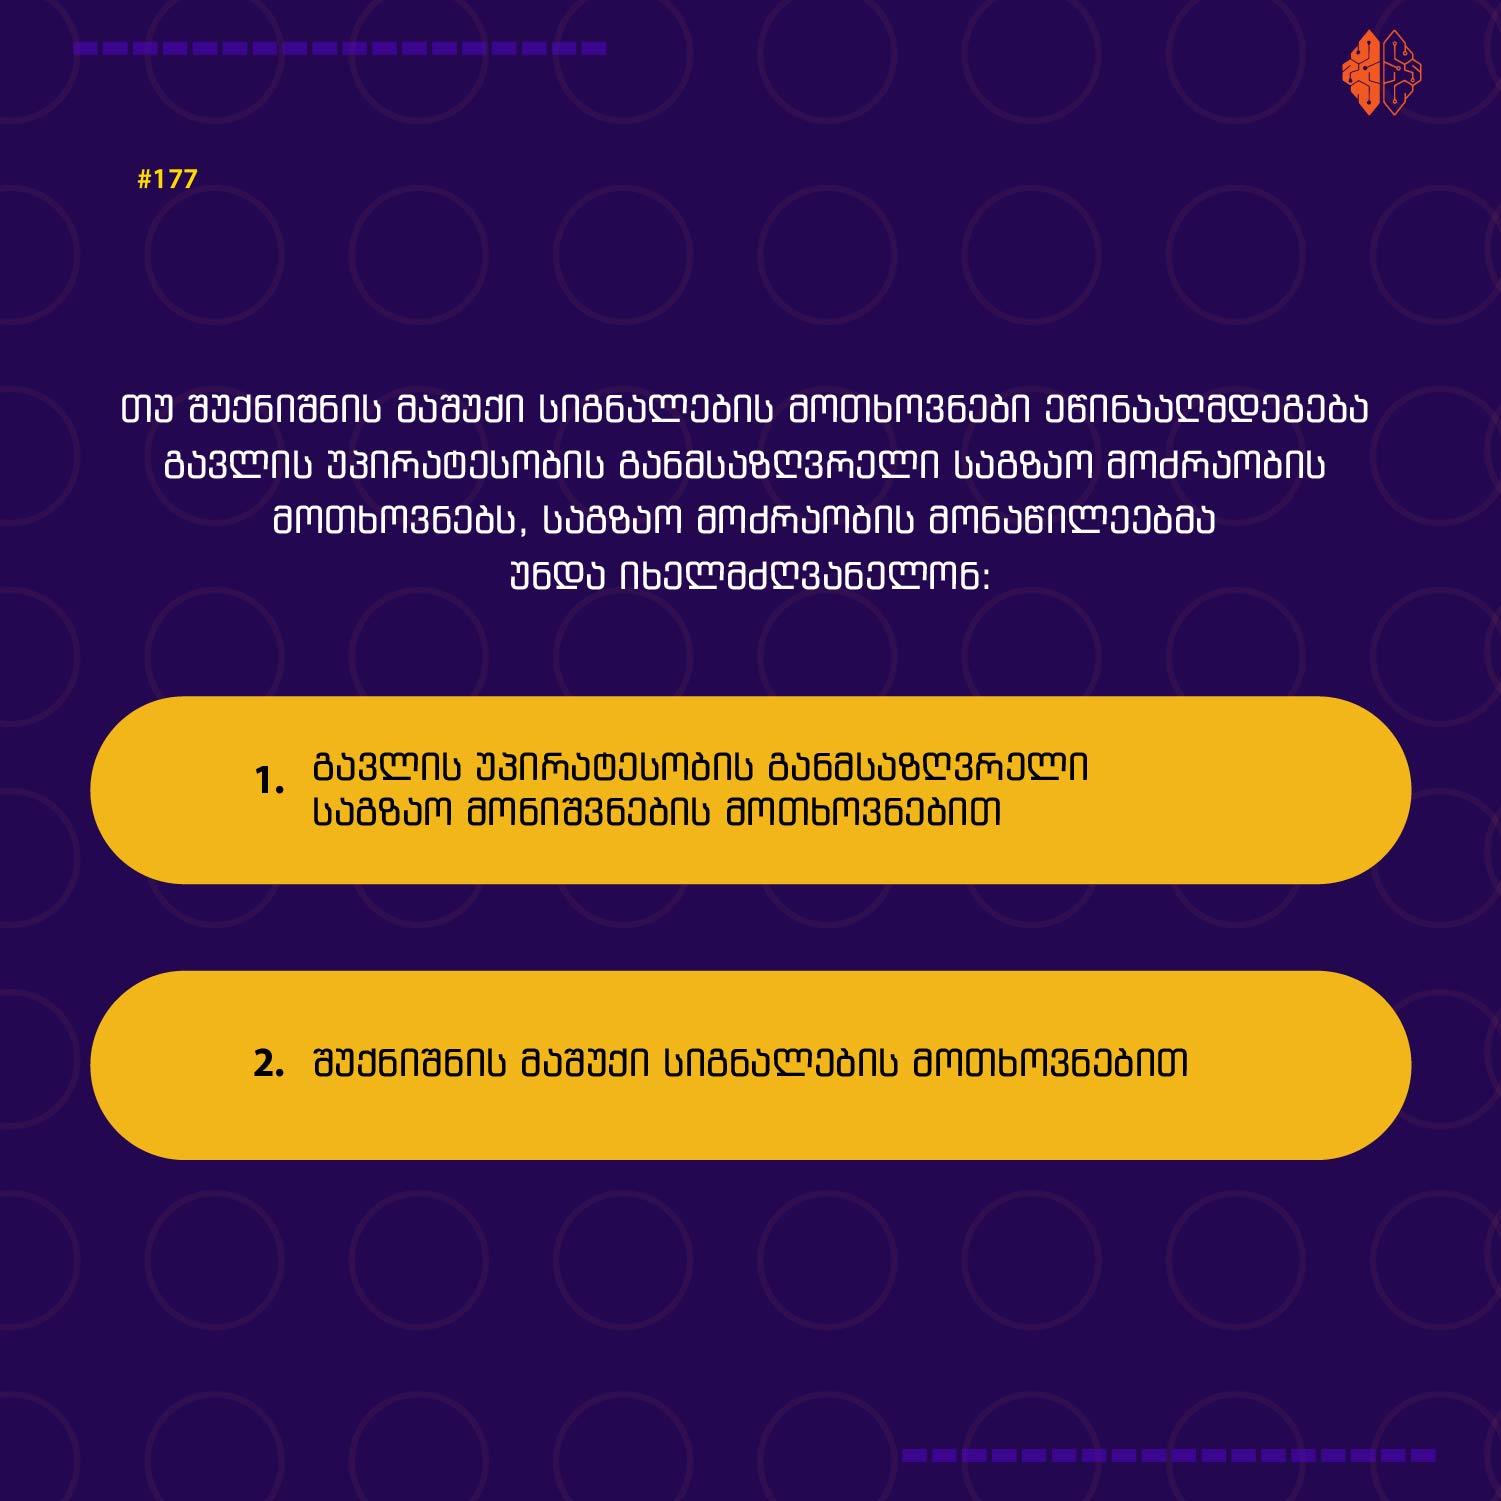 #177
თუ შუქნიშნის მაშუქი სიგნალების მოთხოვნები ეწინააღმდეგება
გავლის უპირატესობის განმსაზღვრელი საგზაო მოძრაობის
მოთხოვნებს, საგზაო მოძრაობის მონაწილეებმა
უნდა იხელმძღვანელონ:
1. გავლის უპირატესობის განმსაზღვრელი
საგზაო მონიშვნების მოთხოვნებით
2. შუქნიშნის მაშუქი სიგნალების მოთხოვნებით